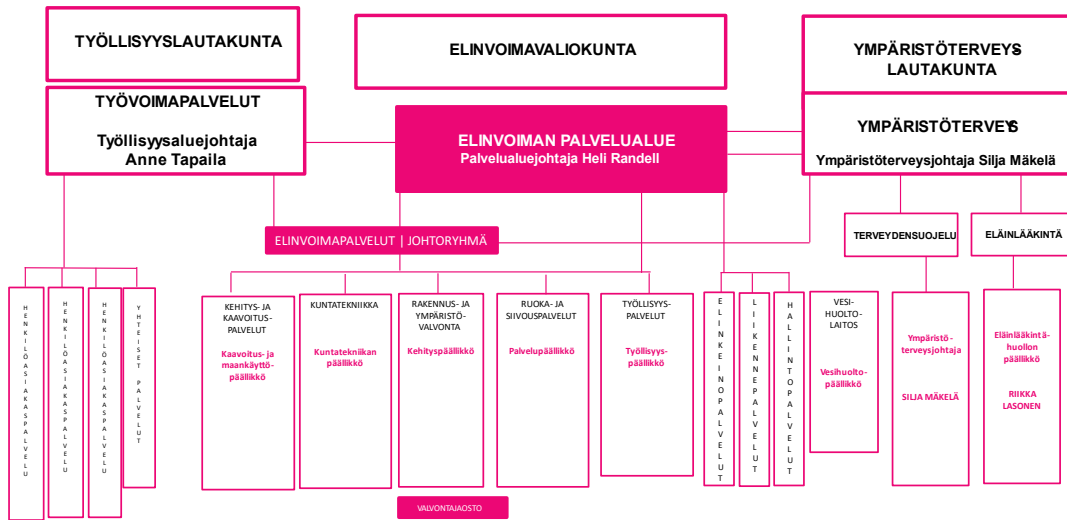 TYÖLLISYYSLAUTAKUNTA
ELINVOIMAVALIOKUNTA
YMPÄRISTÖTERVEYS
LAUTAKUNTA
TYÖVOIMAPALVELUT
Työllisyysaluejohtaja
Anne Tapaila
ELINVOIMAN PALVELUALUE
Palvelualuejohtaja Heli Randell
YMPÄRISTÖTERVEYS
Ympäristöterveysjohtaja Silja Mäkelä
ELINVOIMAPALVELUT | JOHTORYHMÄ
TERVEYDENSUOJELU
ELÄINLÄÄKINTÄ
HENKILÖASIAKASPALVELU
HENKILÖASIAKASPALVELU
HENKILÖASIAKASPALVELU
YHTEISET PALVELUT
KEHITYS- JA
KAAVOITUS-
PALVELUT
Kaavoitus- ja
maankäyttö-
päällikkö
KUNTATEKNIIKKA
Kuntatekniikan
päällikkö
RAKENNUS- JA
YMPÄRISTÖ-
VALVONTA
Kehityspäällikkö
RUOKA- JA
SIIVOUSPALVELUT
Palvelupäällikkö
TYÖLLISYYS-
PALVELUT
Työllisyys-
päällikkö
ELINKEINOPALVELUT
LIIKENNEPALVELUT
HALLINTOPALVELUT
VESI-
HUOLTO-
LAITOS
Vesihuolto-
päällikkö
Ympäristö-
terveysjohtaja
SILJA MÄKELÄ
Eläinlääkintä-
huollon
päällikkö
RIIKKA
LASONEN
VALVONTAJAOSTO